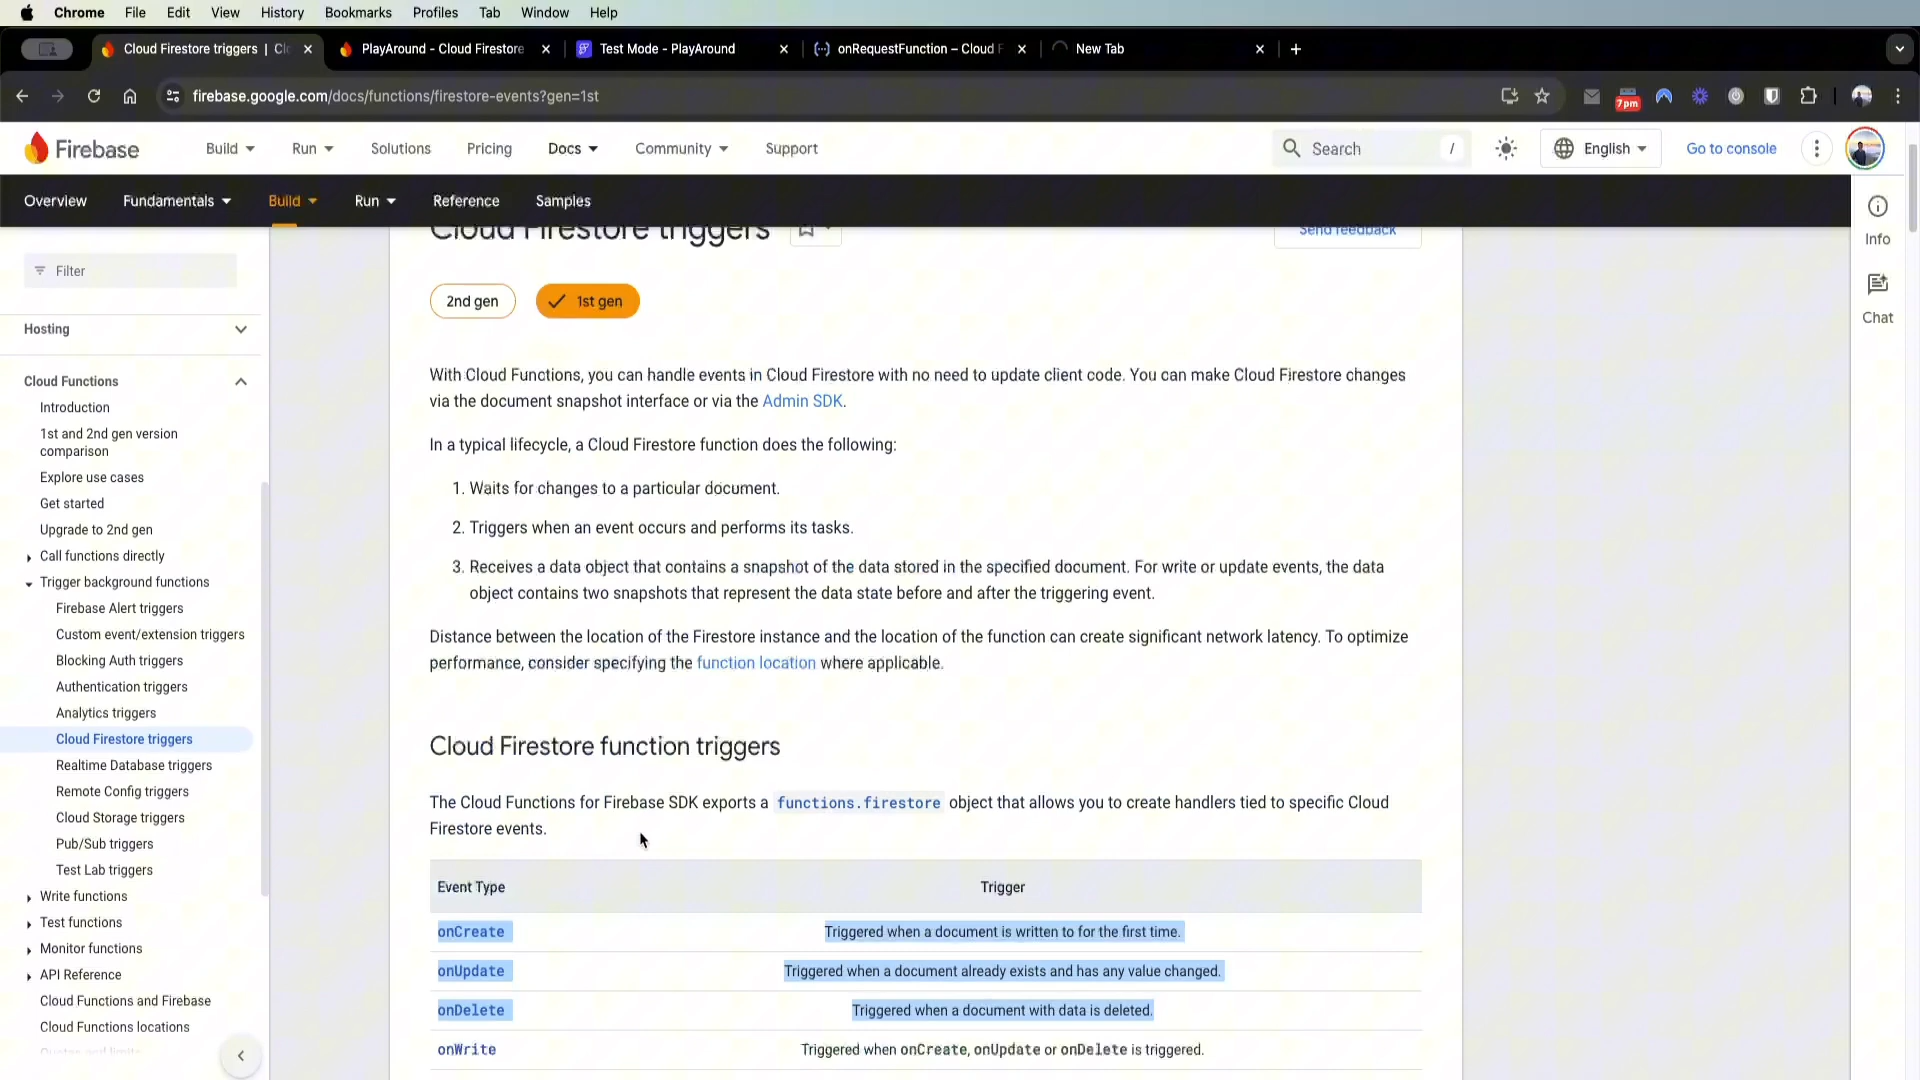 Chrome File Edit View History Bookmarks Profiles Tab Window Help
Cloud Firestore triggers | Clo
PlayAround - Cloud Firestore
Test Mode - PlayAround
onRequestFunction – Cloud F
New Tab
firebase.google.com/docs/functions/firestore-events?gen=1st
7pm
Firebase
Build Run Solutions Pricing Docs Community Support
Search /
English
Go to console
Overview Fundamentals Build Run Reference Samples
Info
Chat
Filter
Hosting
Cloud Functions
Introduction
1st and 2nd gen version
comparison
Explore use cases
Get started
Upgrade to 2nd gen
Call functions directly
Trigger background functions
Firebase Alert triggers
Custom event/extension triggers
Blocking Auth triggers
Authentication triggers
Analytics triggers
Cloud Firestore triggers
Realtime Database triggers
Remote Config triggers
Cloud Storage triggers
Pub/Sub triggers
Test Lab triggers
Write functions
Test functions
Monitor functions
API Reference
Cloud Functions and Firebase
Cloud Functions locations
Quotas and limits
Cloud Firestore triggers
Send feedback
2nd gen
1st gen
With Cloud Functions, you can handle events in Cloud Firestore with no need to update client code. You can make Cloud Firestore changes
via the document snapshot interface or via the Admin SDK.
In a typical lifecycle, a Cloud Firestore function does the following:
1. Waits for changes to a particular document.
2. Triggers when an event occurs and performs its tasks.
3. Receives a data object that contains a snapshot of the data stored in the specified document. For write or update events, the data
object contains two snapshots that represent the data state before and after the triggering event.
Distance between the location of the Firestore instance and the location of the function can create significant network latency. To optimize
performance, consider specifying the function location where applicable.
Cloud Firestore function triggers
The Cloud Functions for Firebase SDK exports a functions.firestore object that allows you to create handlers tied to specific Cloud
Firestore events.
Event Type Trigger
onCreate Triggered when a document is written to for the first time.
onUpdate Triggered when a document already exists and has any value changed.
onDelete Triggered when a document with data is deleted.
onWrite Triggered when onCreate, onUpdate or onDelete is triggered.